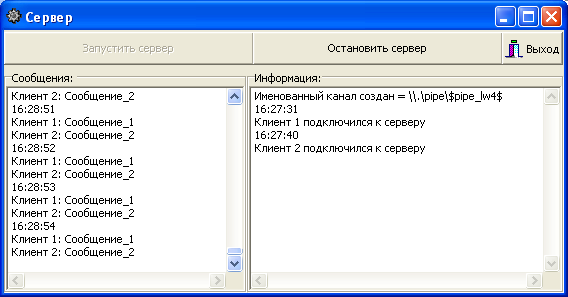 Сервер
Запустить сервер
Остановить сервер
Выход
Сообщения:
Клиент 2: Сообщение_2
16:28:51
Клиент 1: Сообщение_1
Клиент 2: Сообщение_2
16:28:52
Клиент 1: Сообщение_1
Клиент 2: Сообщение_2
16:28:53
Клиент 1: Сообщение_1
Клиент 2: Сообщение_2
16:28:54
Клиент 1: Сообщение_1
Клиент 2: Сообщение_2
Информация:
Именованный канал создан = \\.\pipe\$pipe_lw4$
16:27:31
Клиент 1 подключился к серверу
16:27:40
Клиент 2 подключился к серверу